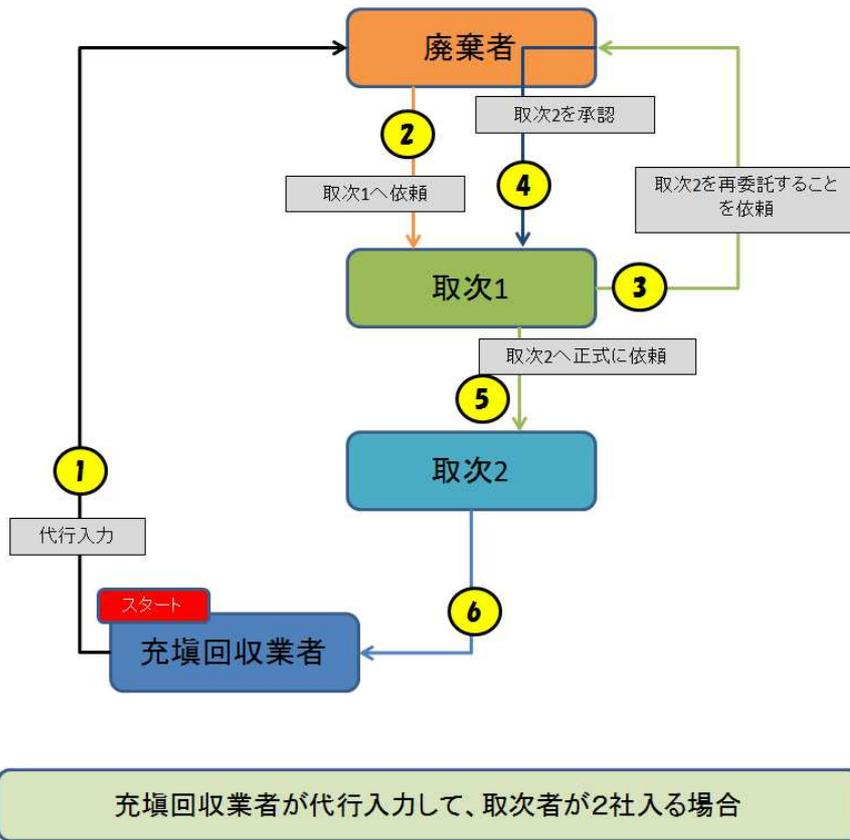 廃棄者
取次2を承認
2
取次1へ依頼
4
取次2を再委託すること
を依頼
取次1
3
取次2へ正式に依頼
5
取次2
1
代行入力
スタート
6
充塡回収業者
充塡回収業者が代行入力して、取次者が２社入る場合